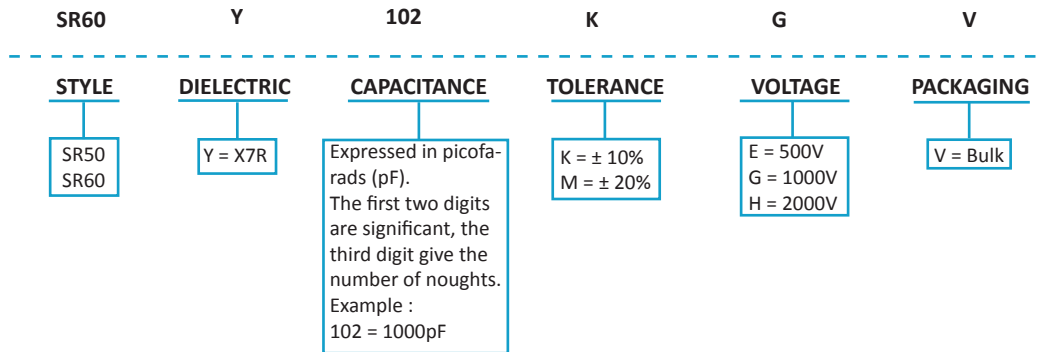 SR60 Y 102 K G V
STYLE DIELECTRIC CAPACITANCE TOLERANCE VOLTAGE PACKAGING
SR50
SR60
Y = X7R
Expressed in picofa-
rads (pF).
The first two digits
are significant, the
third digit give the
number of noughts.
Example :
102 = 1000pF
K = ± 10%
M = ± 20%
E = 500V
G = 1000V
H = 2000V
V = Bulk